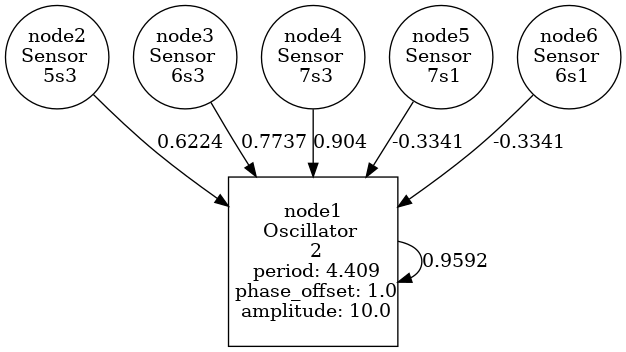 node2
Sensor
5s3
node3
Sensor
6s3
node4
Sensor
7s3
node5
Sensor
7s1
node6
Sensor
6s1
0.6224
0.7737
0.904
-0.3341
-0.3341
node1
Oscillator
2
period: 4.409
phase_offset: 1.0
amplitude: 10.0
0.9592